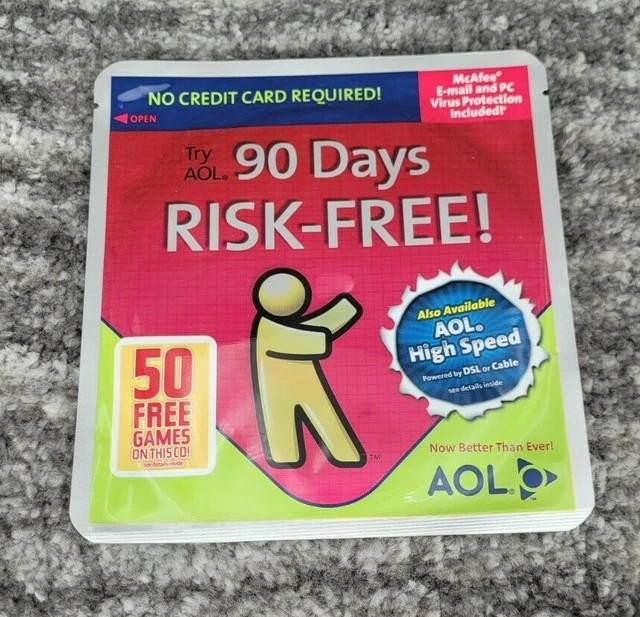 NO CREDIT CARD REQUIRED!
McAfee®
E-mail and PC
Virus Protection
Included!
OPEN
Try
AOL® 90 Days
RISK-FREE!
Also Available
AOL®
High Speed
Powered by DSL or Cable
see details inside
50
FREE
GAMES
ON THIS CD!
see details inside
TM
Now Better Than Ever!
AOL®